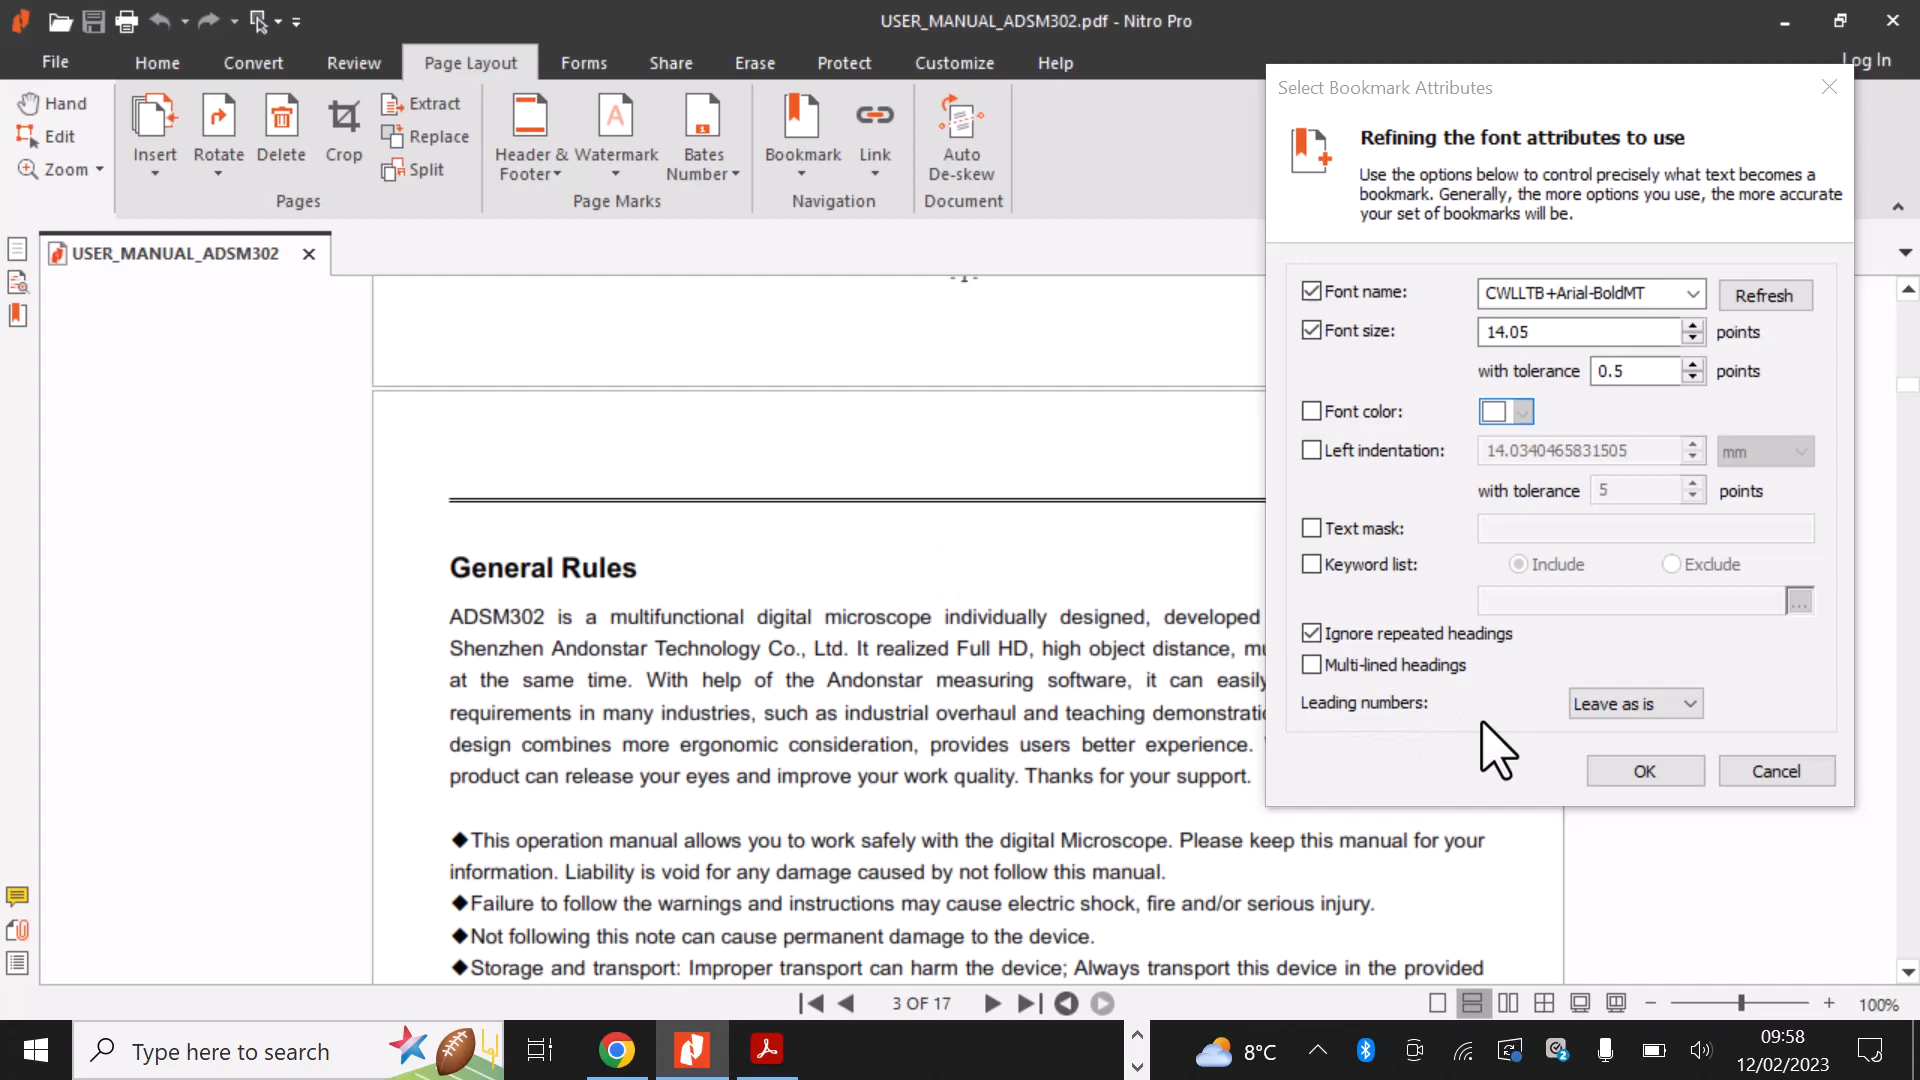 USER_MANUAL_ADSM302.pdf - Nitro Pro
File Home Convert Review Page Layout Forms Share Erase Protect Customize Help
Log In
Hand
Edit
Zoom
Insert
Rotate
Delete
Crop
Extract
Replace
Split
Pages
Header &
Footer
Watermark
Bates
Number
Page Marks
Bookmark
Link
Navigation
Auto
De-skew
Document
USER_MANUAL_ADSM302
- 1 -
General Rules
ADSM302 is a multifunctional digital microscope individually designed, developed
Shenzhen Andonstar Technology Co., Ltd. It realized Full HD, high object distance, mu
at the same time. With help of the Andonstar measuring software, it can easily
requirements in many industries, such as industrial overhaul and teaching demonstratio
design combines more ergonomic consideration, provides users better experience.
product can release your eyes and improve your work quality. Thanks for your support.
◆This operation manual allows you to work safely with the digital Microscope. Please keep this manual for your
information. Liability is void for any damage caused by not follow this manual.
◆Failure to follow the warnings and instructions may cause electric shock, fire and/or serious injury.
◆Not following this note can cause permanent damage to the device.
◆Storage and transport: Improper transport can harm the device; Always transport this device in the provided
Select Bookmark Attributes
Refining the font attributes to use
Use the options below to control precisely what text becomes a
bookmark. Generally, the more options you use, the more accurate
your set of bookmarks will be.
Font name: CWLLTB+Arial-BoldMT Refresh
Font size: 14.05 points
with tolerance 0.5 points
Font color:
Left indentation: 14.0340465831505 mm
with tolerance 5 points
Text mask:
Keyword list: Include Exclude
...
Ignore repeated headings
Multi-lined headings
Leading numbers: Leave as is
OK Cancel
3 OF 17
100%
Type here to search
8°C
2
09:58
12/02/2023